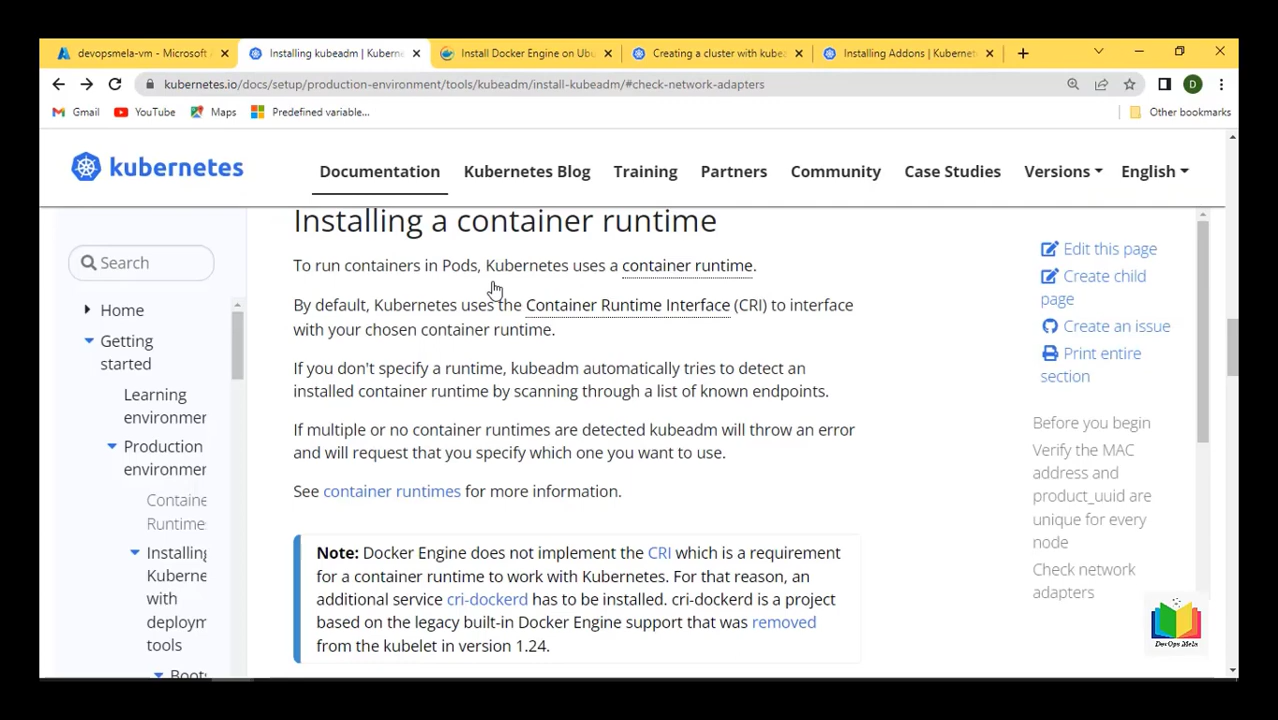 devopsmela-vm - Microsoft
Installing kubeadm | Kuberne
Install Docker Engine on Ubu
Creating a cluster with kube
Installing Addons | Kubernet
kubernetes.io/docs/setup/production-environment/tools/kubeadm/install-kubeadm/#check-network-adapters
D
Gmail
YouTube
Maps
Predefined variable...
Other bookmarks
kubernetes
Documentation
Kubernetes Blog
Training
Partners
Community
Case Studies
Versions
English
Search
Home
Getting
started
Learning
environmer
Production
environmer
Containe
Runtimes
Installing
Kuberne
with
deploym
tools
Boots
Installing a container runtime
To run containers in Pods, Kubernetes uses a container runtime.
By default, Kubernetes uses the Container Runtime Interface (CRI) to interface
with your chosen container runtime.
If you don't specify a runtime, kubeadm automatically tries to detect an
installed container runtime by scanning through a list of known endpoints.
If multiple or no container runtimes are detected kubeadm will throw an error
and will request that you specify which one you want to use.
See container runtimes for more information.
Note: Docker Engine does not implement the CRI which is a requirement
for a container runtime to work with Kubernetes. For that reason, an
additional service cri-dockerd has to be installed. cri-dockerd is a project
based on the legacy built-in Docker Engine support that was removed
from the kubelet in version 1.24.
Edit this page
Create child
page
Create an issue
Print entire
section
Before you begin
Verify the MAC
address and
product_uuid are
unique for every
node
Check network
adapters
DevOps Mela